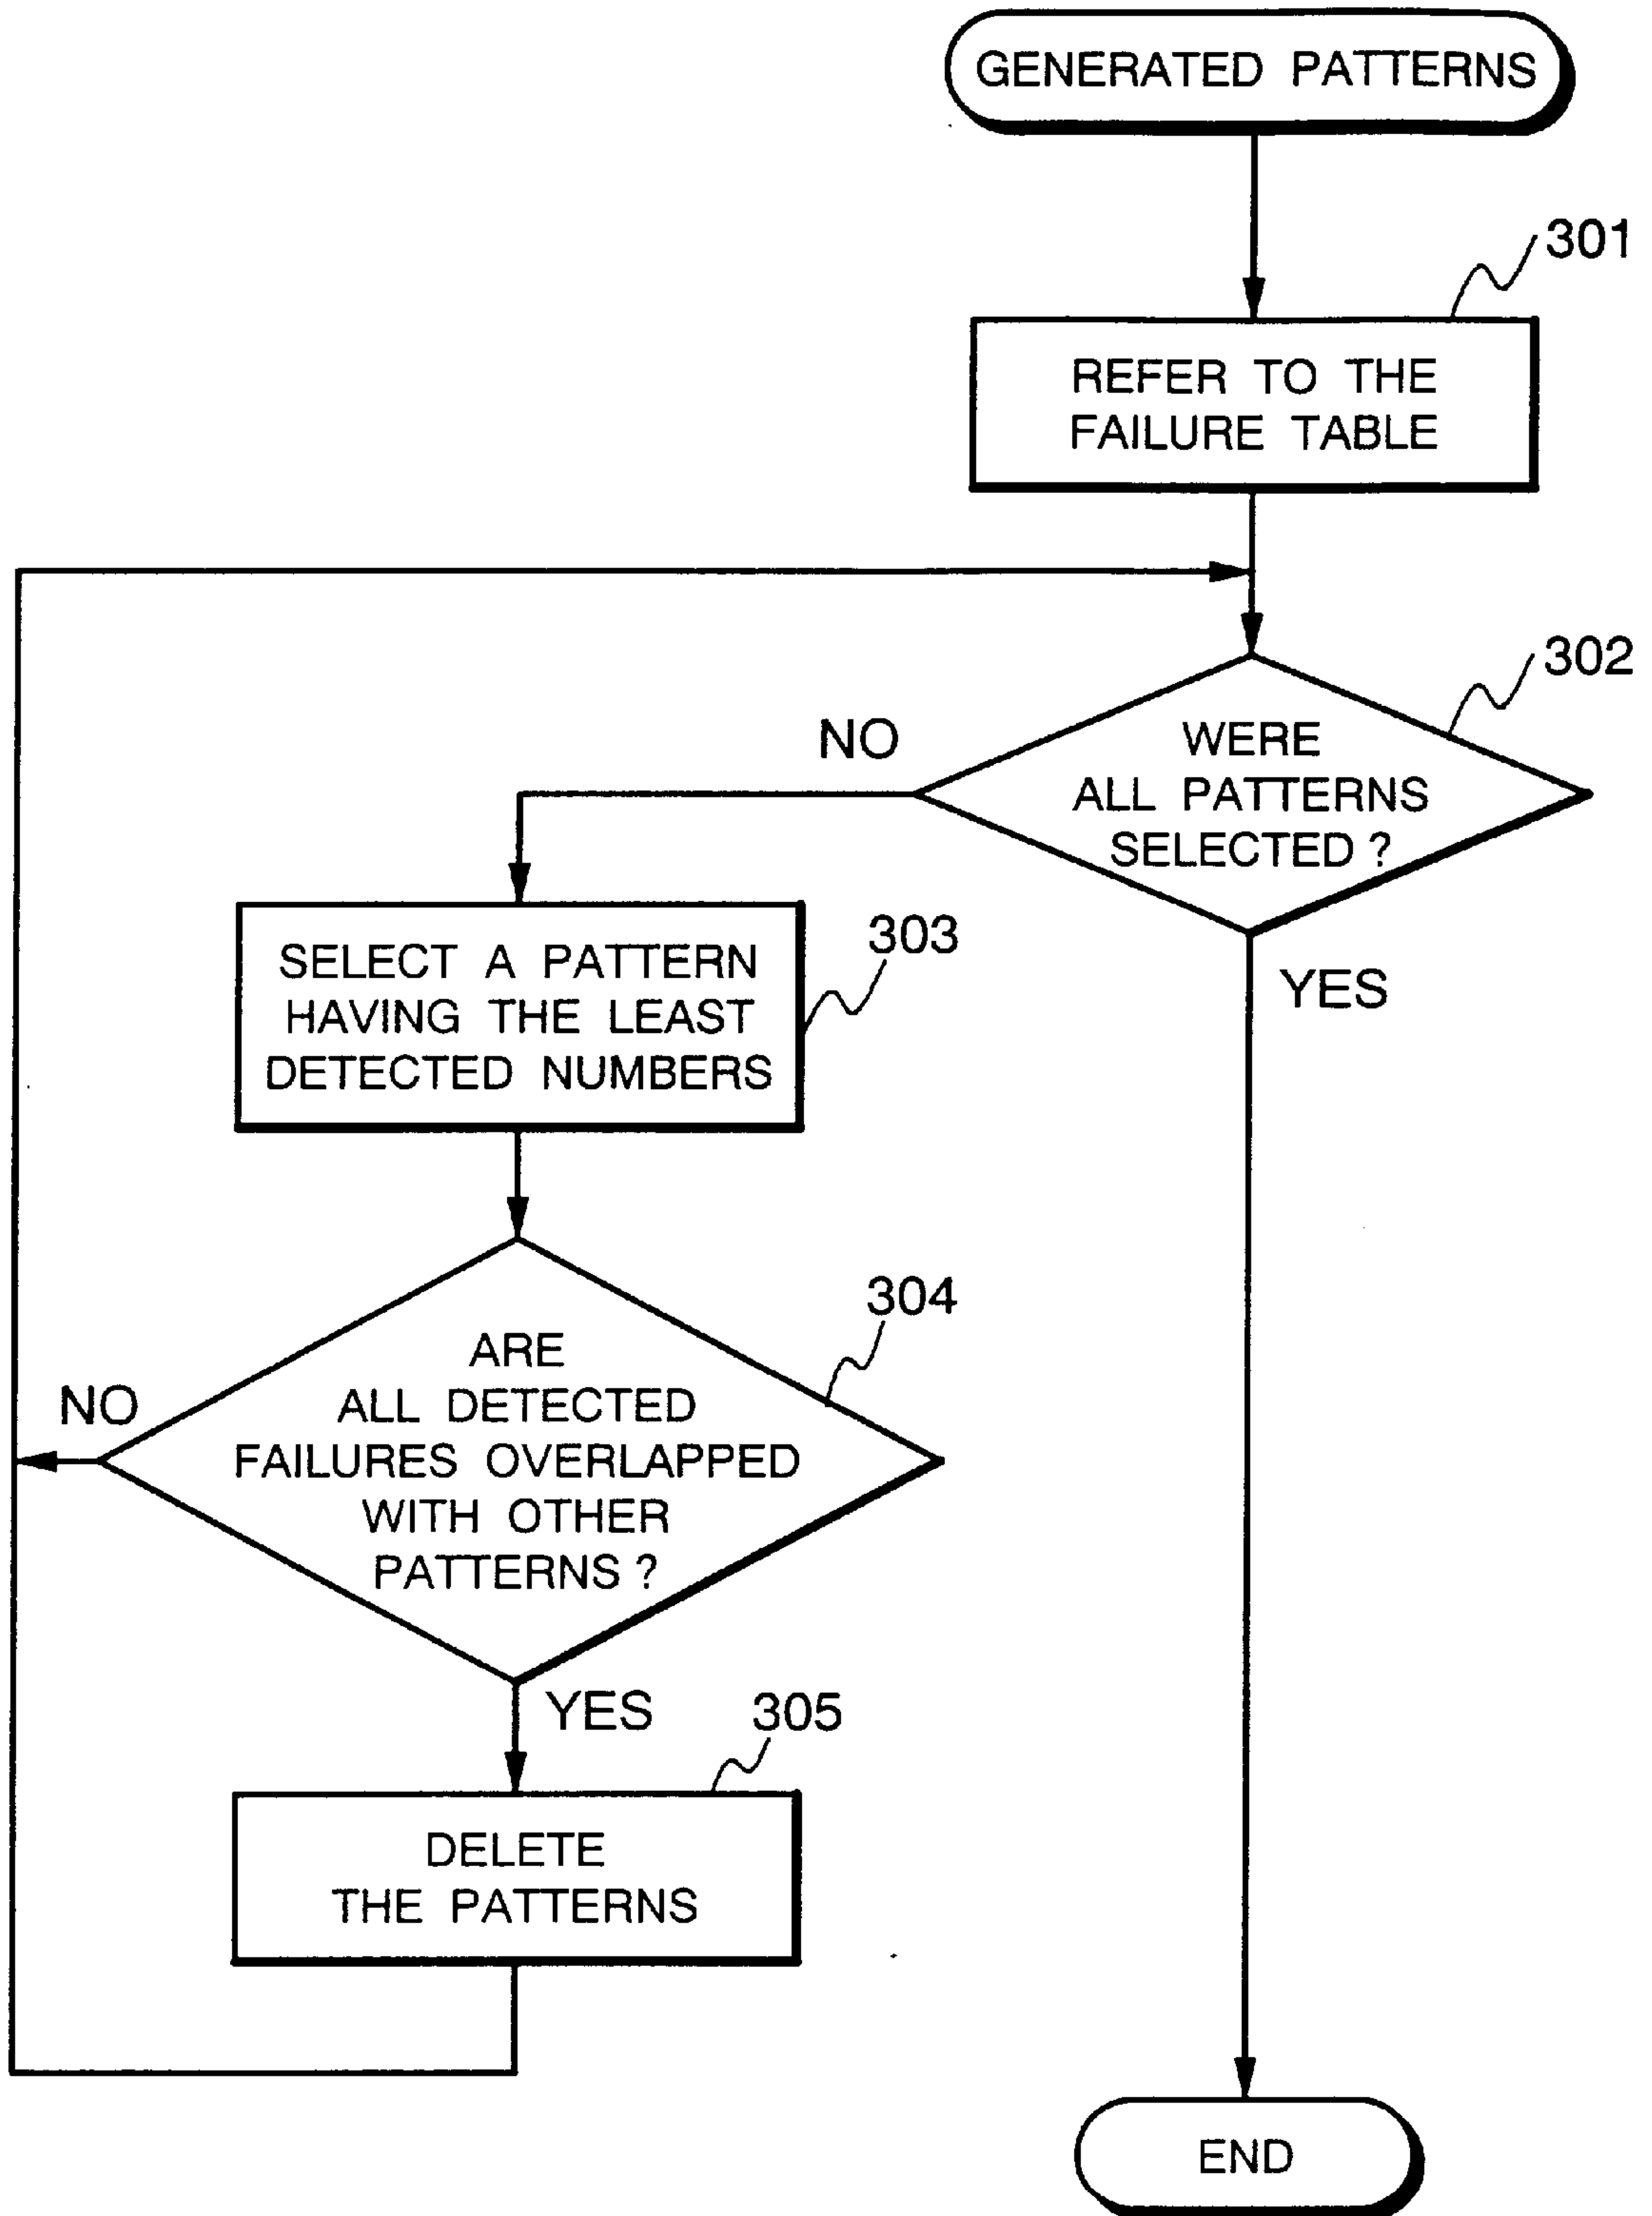 GENERATED PATTERNS
301
REFER TO THE
FAILURE TABLE
302
WERE
ALL PATTERNS
SELECTED ?
NO
YES
303
SELECT A PATTERN
HAVING THE LEAST
DETECTED NUMBERS
304
ARE
ALL DETECTED
FAILURES OVERLAPPED
WITH OTHER
PATTERNS ?
NO
YES
305
DELETE
THE PATTERNS
END